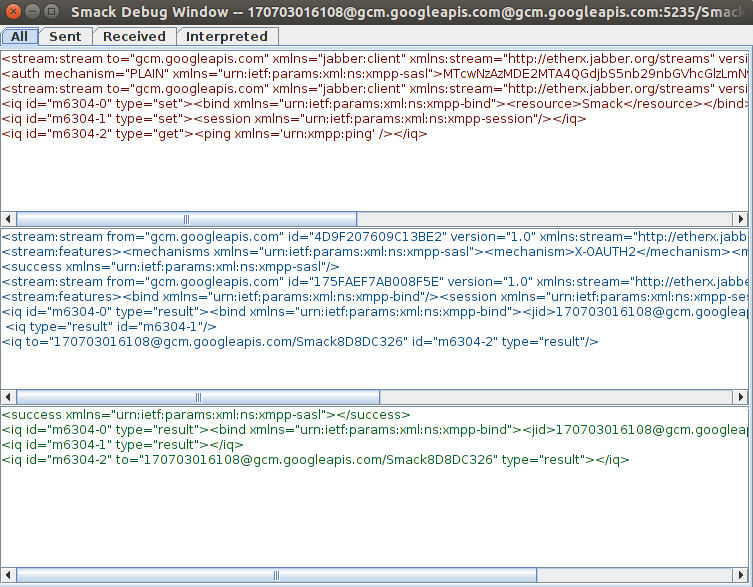 Smack Debug Window -- 170703016108@gcm.googleapis.com@gcm.googleapis.com:5235/Smack
All Sent Received Interpreted
<stream:stream to="gcm.googleapis.com" xmlns="jabber:client" xmlns:stream="http://etherx.jabber.org/streams" versi
<auth mechanism="PLAIN" xmlns="urn:ietf:params:xml:ns:xmpp-sasl">MTcwNzAzMDE2MTA4QGdjbS5nb29nbGVhcGlzLmN
<stream:stream to="gcm.googleapis.com" xmlns="jabber:client" xmlns:stream="http://etherx.jabber.org/streams" versi
<iq id="m6304-0" type="set"><bind xmlns="urn:ietf:params:xml:ns:xmpp-bind"><resource>Smack</resource></bind>
<iq id="m6304-1" type="set"><session xmlns="urn:ietf:params:xml:ns:xmpp-session"/></iq>
<iq id="m6304-2" type="get"><ping xmlns='urn:xmpp:ping' /></iq>
<stream:stream from="gcm.googleapis.com" id="4D9F207609C13BE2" version="1.0" xmlns:stream="http://etherx.jabb
<stream:features><mechanisms xmlns="urn:ietf:params:xml:ns:xmpp-sasl"><mechanism>X-OAUTH2</mechanism><m
<success xmlns="urn:ietf:params:xml:ns:xmpp-sasl"/>
<stream:stream from="gcm.googleapis.com" id="175FAEF7AB008F5E" version="1.0" xmlns:stream="http://etherx.jabbe
<stream:features><bind xmlns="urn:ietf:params:xml:ns:xmpp-bind"/><session xmlns="urn:ietf:params:xml:ns:xmpp-ses
<iq id="m6304-0" type="result"><bind xmlns="urn:ietf:params:xml:ns:xmpp-bind"><jid>170703016108@gcm.googleap
<iq type="result" id="m6304-1"/>
<iq to="170703016108@gcm.googleapis.com/Smack8D8DC326" id="m6304-2" type="result"/>
<success xmlns="urn:ietf:params:xml:ns:xmpp-sasl"></success>
<iq id="m6304-0" type="result"><bind xmlns="urn:ietf:params:xml:ns:xmpp-bind"><jid>170703016108@gcm.googleap
<iq id="m6304-1" type="result"></iq>
<iq id="m6304-2" to="170703016108@gcm.googleapis.com/Smack8D8DC326" type="result"></iq>